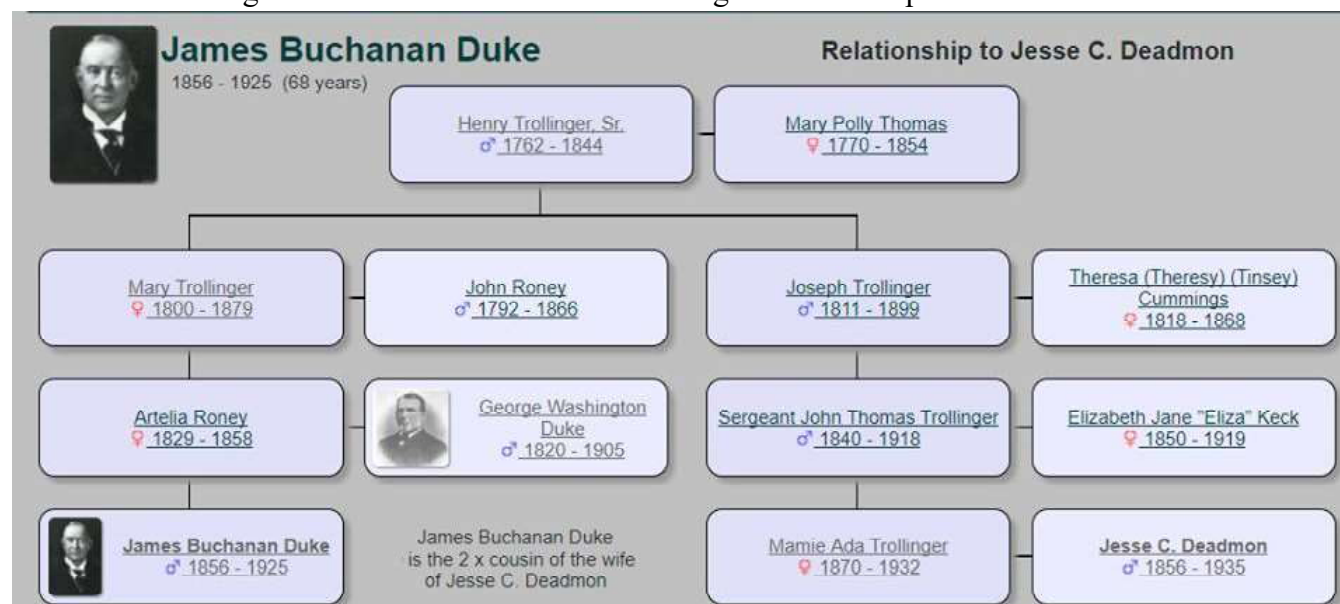 James Buchanan Duke
1856 - 1925 (68 years)
Relationship to Jesse C. Deadmon
Henry Trollinger, Sr.
♂ 1762 - 1844
Mary Polly Thomas
♀ 1770 - 1854
Mary Trollinger
♀ 1800 - 1879
John Roney
♂ 1792 - 1866
Joseph Trollinger
♂ 1811 - 1899
Theresa (Theresy) (Tinsey)
Cummings
♀ 1818 - 1868
Artelia Roney
♀ 1829 - 1858
George Washington
Duke
♂ 1820 - 1905
Sergeant John Thomas Trollinger
♂ 1840 - 1918
Elizabeth Jane "Eliza" Keck
♀ 1850 - 1919
James Buchanan Duke
♂ 1856 - 1925
James Buchanan Duke
is the 2 x cousin of the wife
of Jesse C. Deadmon
Mamie Ada Trollinger
♀ 1870 - 1932
Jesse C. Deadmon
♂ 1856 - 1935